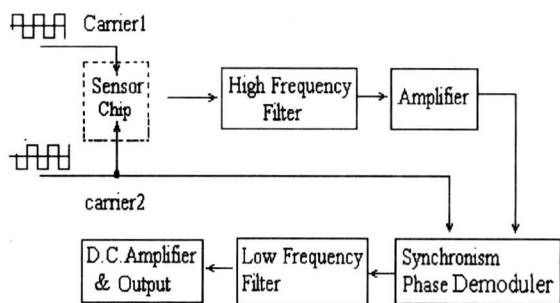 Carrier1
Sensor
Chip
High Frequency
Filter
Amplifier
carrier2
D.C.Amplifier
& Output
Low Frequency
Filter
Synchronism
Phase Demoduler